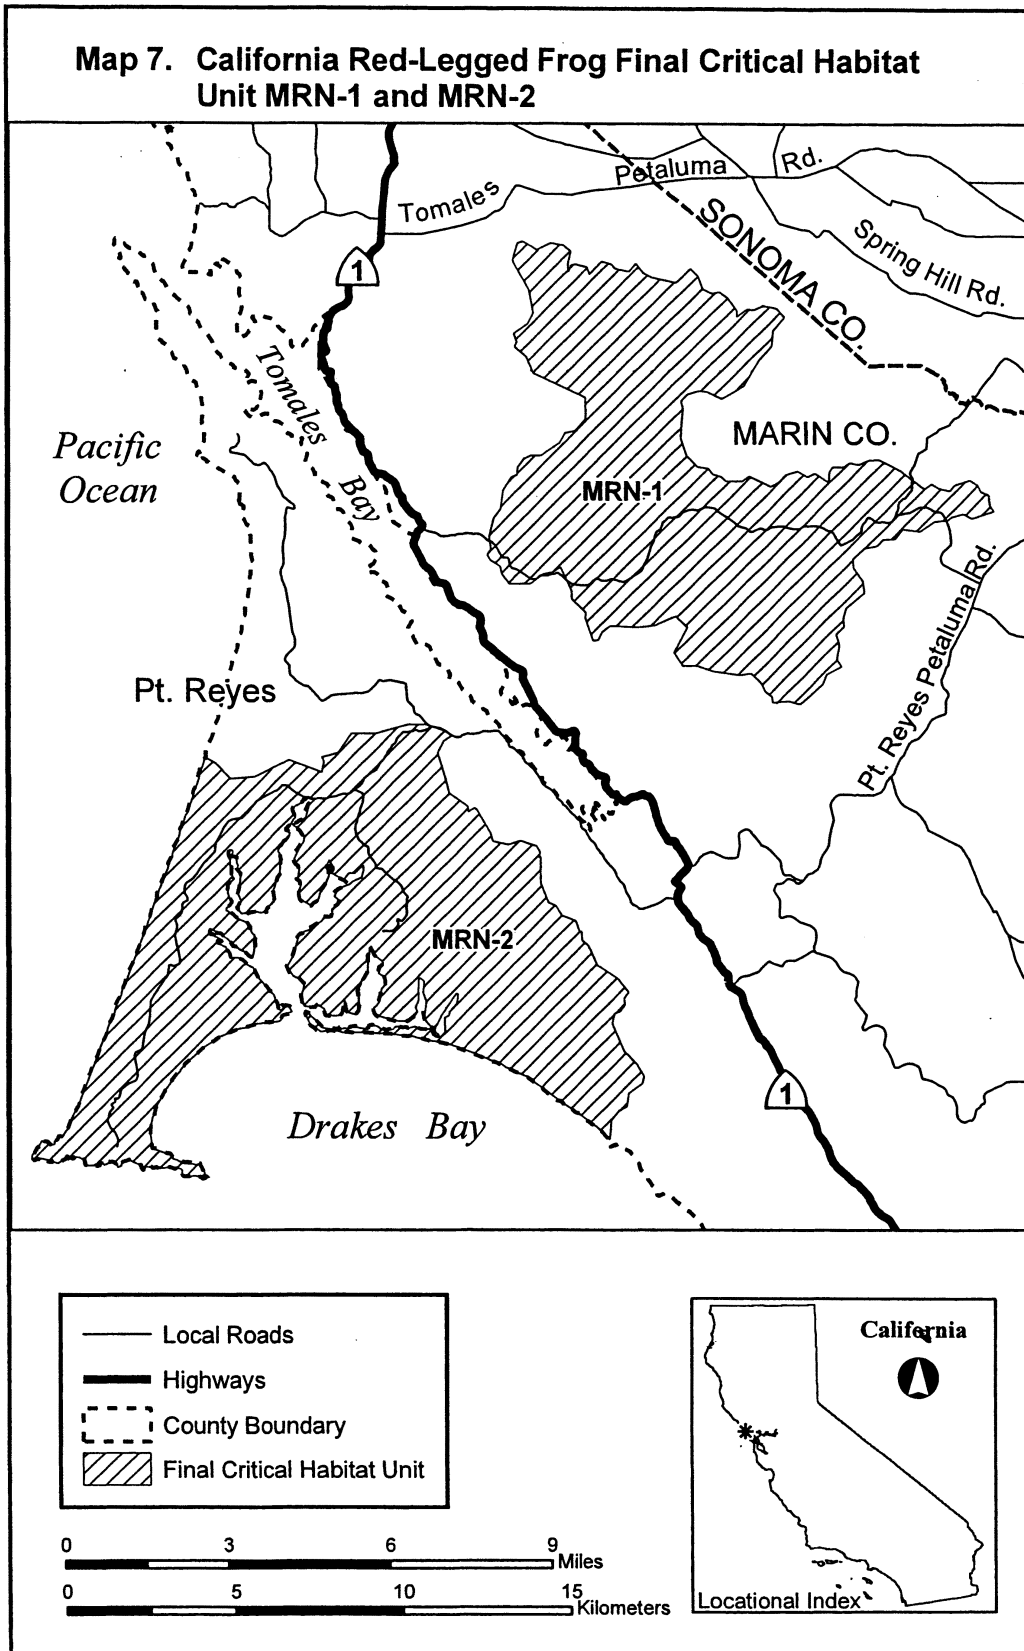 Map 7. California Red-Legged Frog Final Critical Habitat
Unit MRN-1 and MRN-2
Tomales
Petaluma
Rd.
SONOMA CO.
Spring Hill Rd.
1
Tomales
Bay
Pacific
Ocean
MARIN CO.
MRN-1
Pt. Reyes
Pt. Reyes Petaluma Rd.
MRN-2
1
Drakes Bay
Local Roads
Highways
County Boundary
Final Critical Habitat Unit
0 3 6 9
Miles
0 5 10 15
Kilometers
California
Locational Index